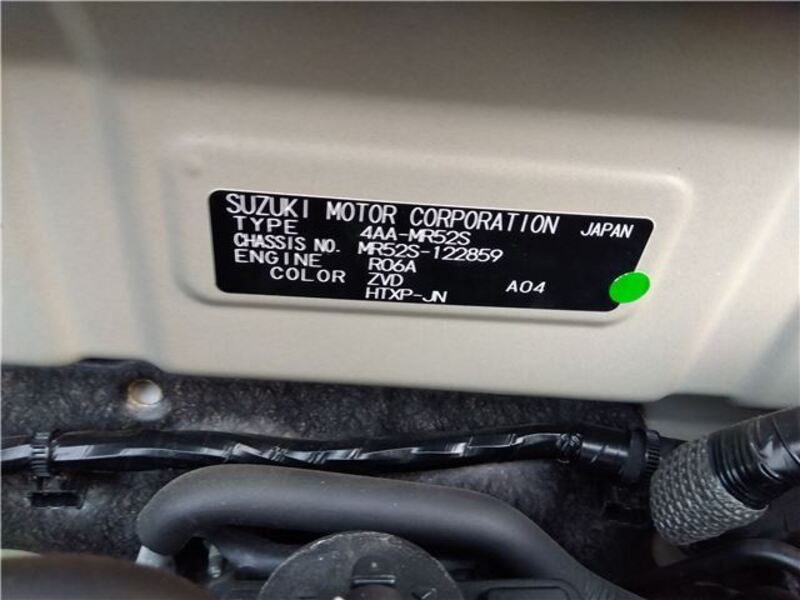 SUZUKI MOTOR CORPORATION JAPAN
TYPE 4AA-MR52S
CHASSIS NO. MR52S-122859
ENGINE R06A
COLOR ZVD A04
HTXP-JN